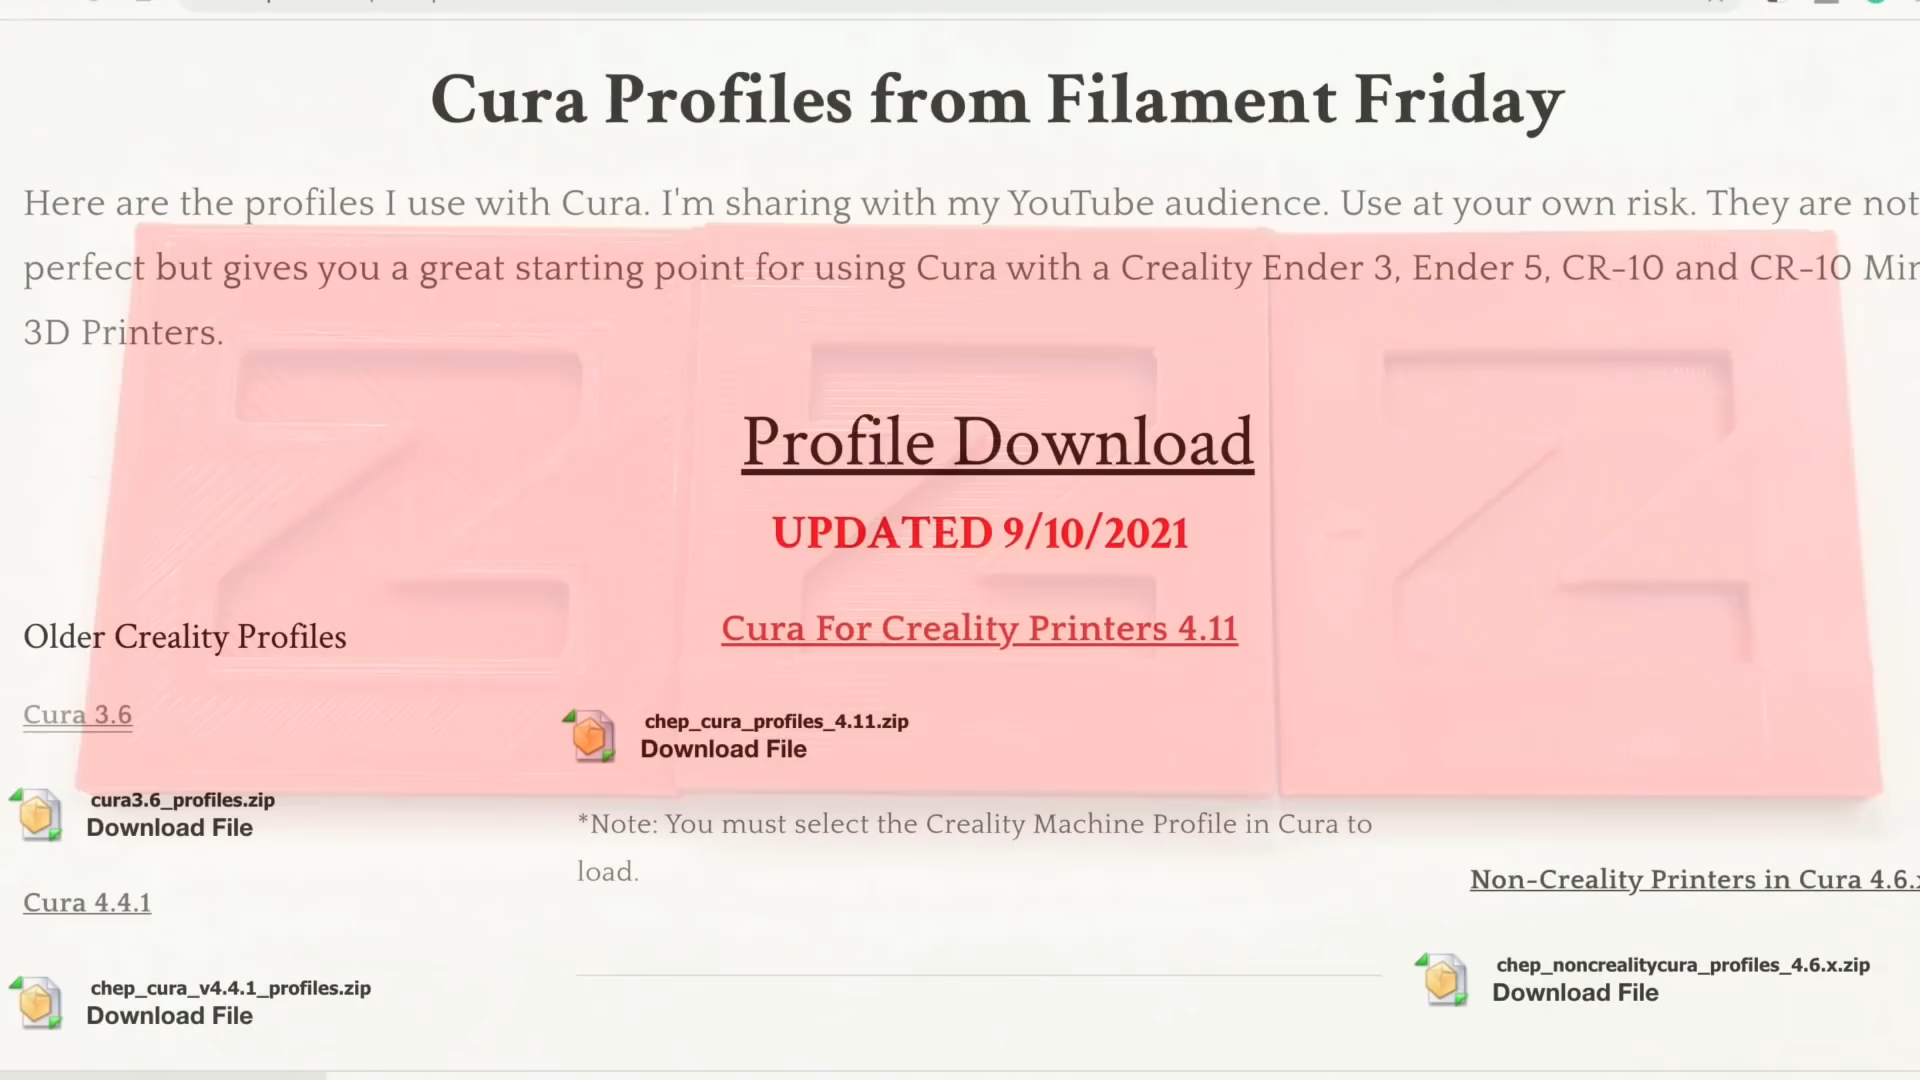 Cura Profiles from Filament Friday
Here are the profiles I use with Cura. I'm sharing with my YouTube audience. Use at your own risk. They are not
perfect but gives you a great starting point for using Cura with a Creality Ender 3, Ender 5, CR-10 and CR-10
3D Printers.
Profile Download
UPDATED 9/10/2021
Older Creality Profiles
Cura For Creality Printers 4.11
Cura 3.6
chep_cura_profiles_4.11.zip
Download File
cura3.6_profiles.zip
Download File
*Note: You must select the Creality Machine Profile in Cura to
load.
Non-Creality Printers in Cura 4.6.x
Cura 4.4.1
chep_noncrealitycura_profiles_4.6.x.zip
Download File
chep_cura_v4.4.1_profiles.zip
Download File